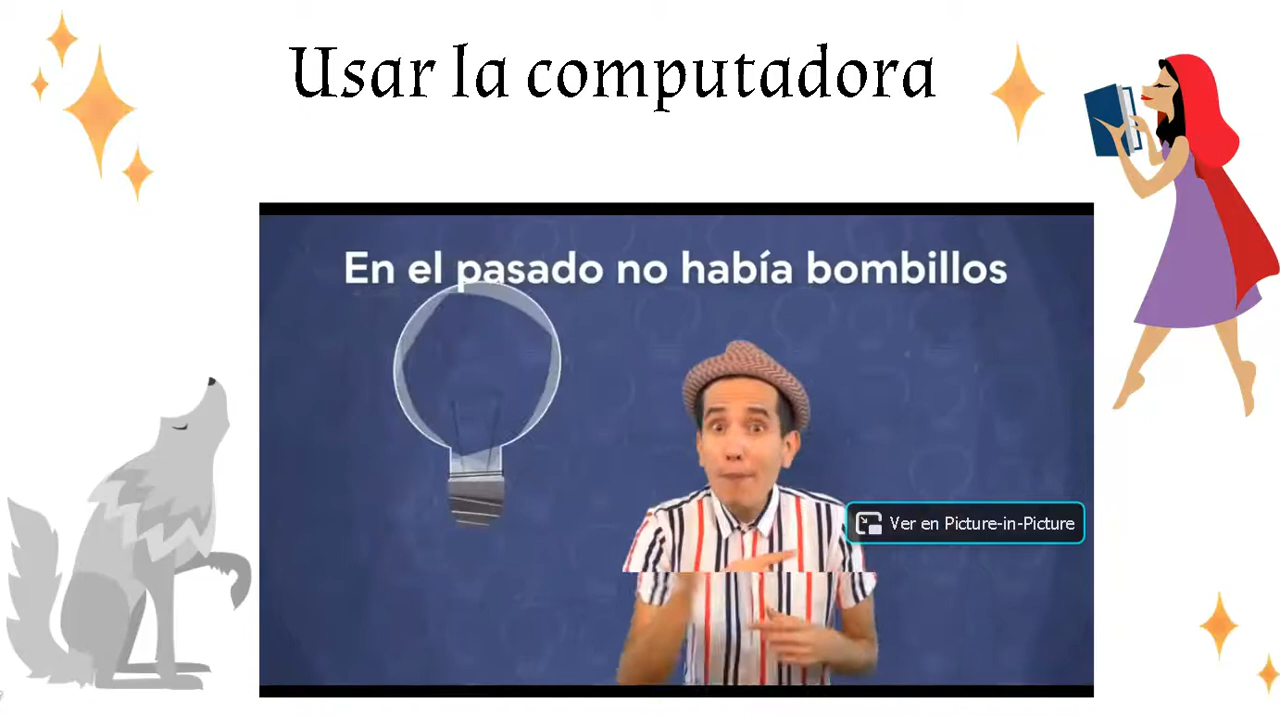 Usar la computadora
En el pasado no había bombillos
Ver en Picture-in-Picture